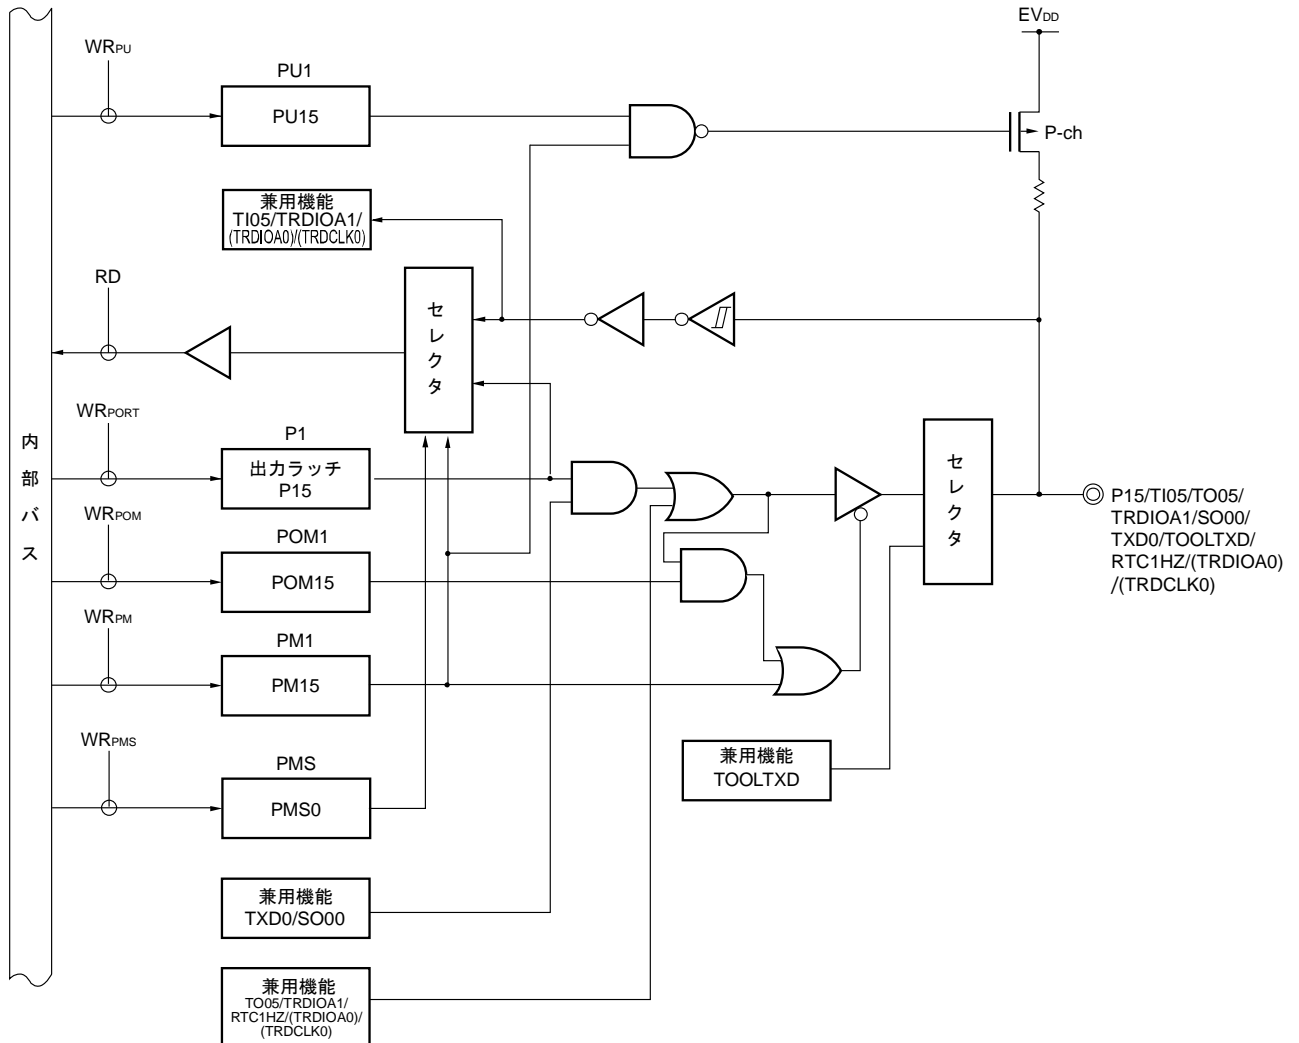 EVDD
WRPU
PU1
PU15
P-ch
兼用機能
TI05/TRDIOA1/
(TRDIOA0)/(TRDCLK0)
RD
セレクタ
WRPORT
P1
出力ラッチ
P15
内部バス
セレクタ
P15/TI05/TO05/
TRDIOA1/SO00/
TXD0/TOOLTXD/
RTC1HZ/(TRDIOA0)
/(TRDCLK0)
WRPOM
POM1
POM15
WRPM
PM1
PM15
WRPMS
PMS
PMS0
兼用機能
TOOLTXD
兼用機能
TXD0/SO00
兼用機能
TO05/TRDIOA1/
RTC1HZ/(TRDIOA0)/
(TRDCLK0)